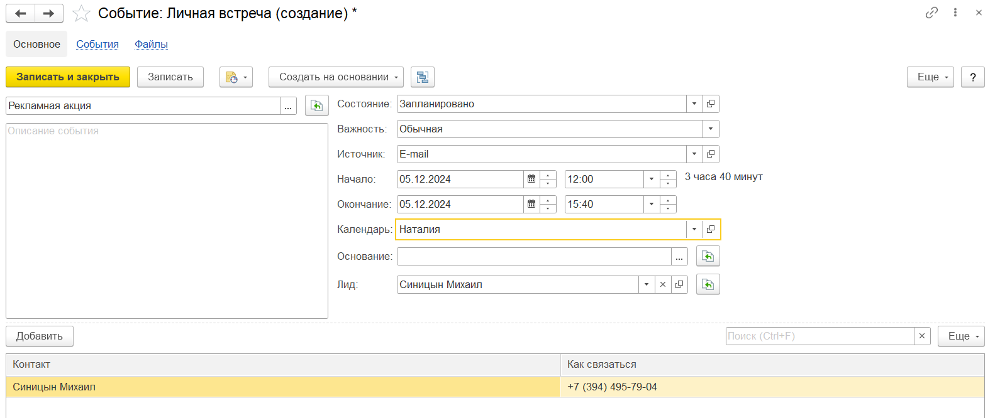 Событие: Личная встреча (создание) *
Основное События Файлы
Записать и закрыть Записать Создать на основании Еще ?
Рекламная акция ...
Описание события
Состояние: Запланировано
Важность: Обычная
Источник: E-mail
Начало: 05.12.2024 12:00 3 часа 40 минут
Окончание: 05.12.2024 15:40
Календарь: Наталия
Основание: ...
Лид: Синицын Михаил
Добавить Поиск (Ctrl+F) Еще
Контакт Как связаться
Синицын Михаил +7 (394) 495-79-04